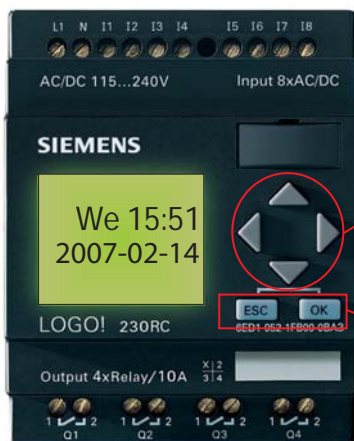 L1 N I1 I2 I3 I4 I5 I6 I7 I8
AC/DC 115...240V Input 8xAC/DC
SIEMENS
We 15:51
2007-02-14
ESC OK
LOGO! 230RC 6ED1 052-1FB00-0BA3
Output 4xRelay/10A X 2
3 4
1 2 1 2 1 2 1 2
Q1 Q2 Q3 Q4